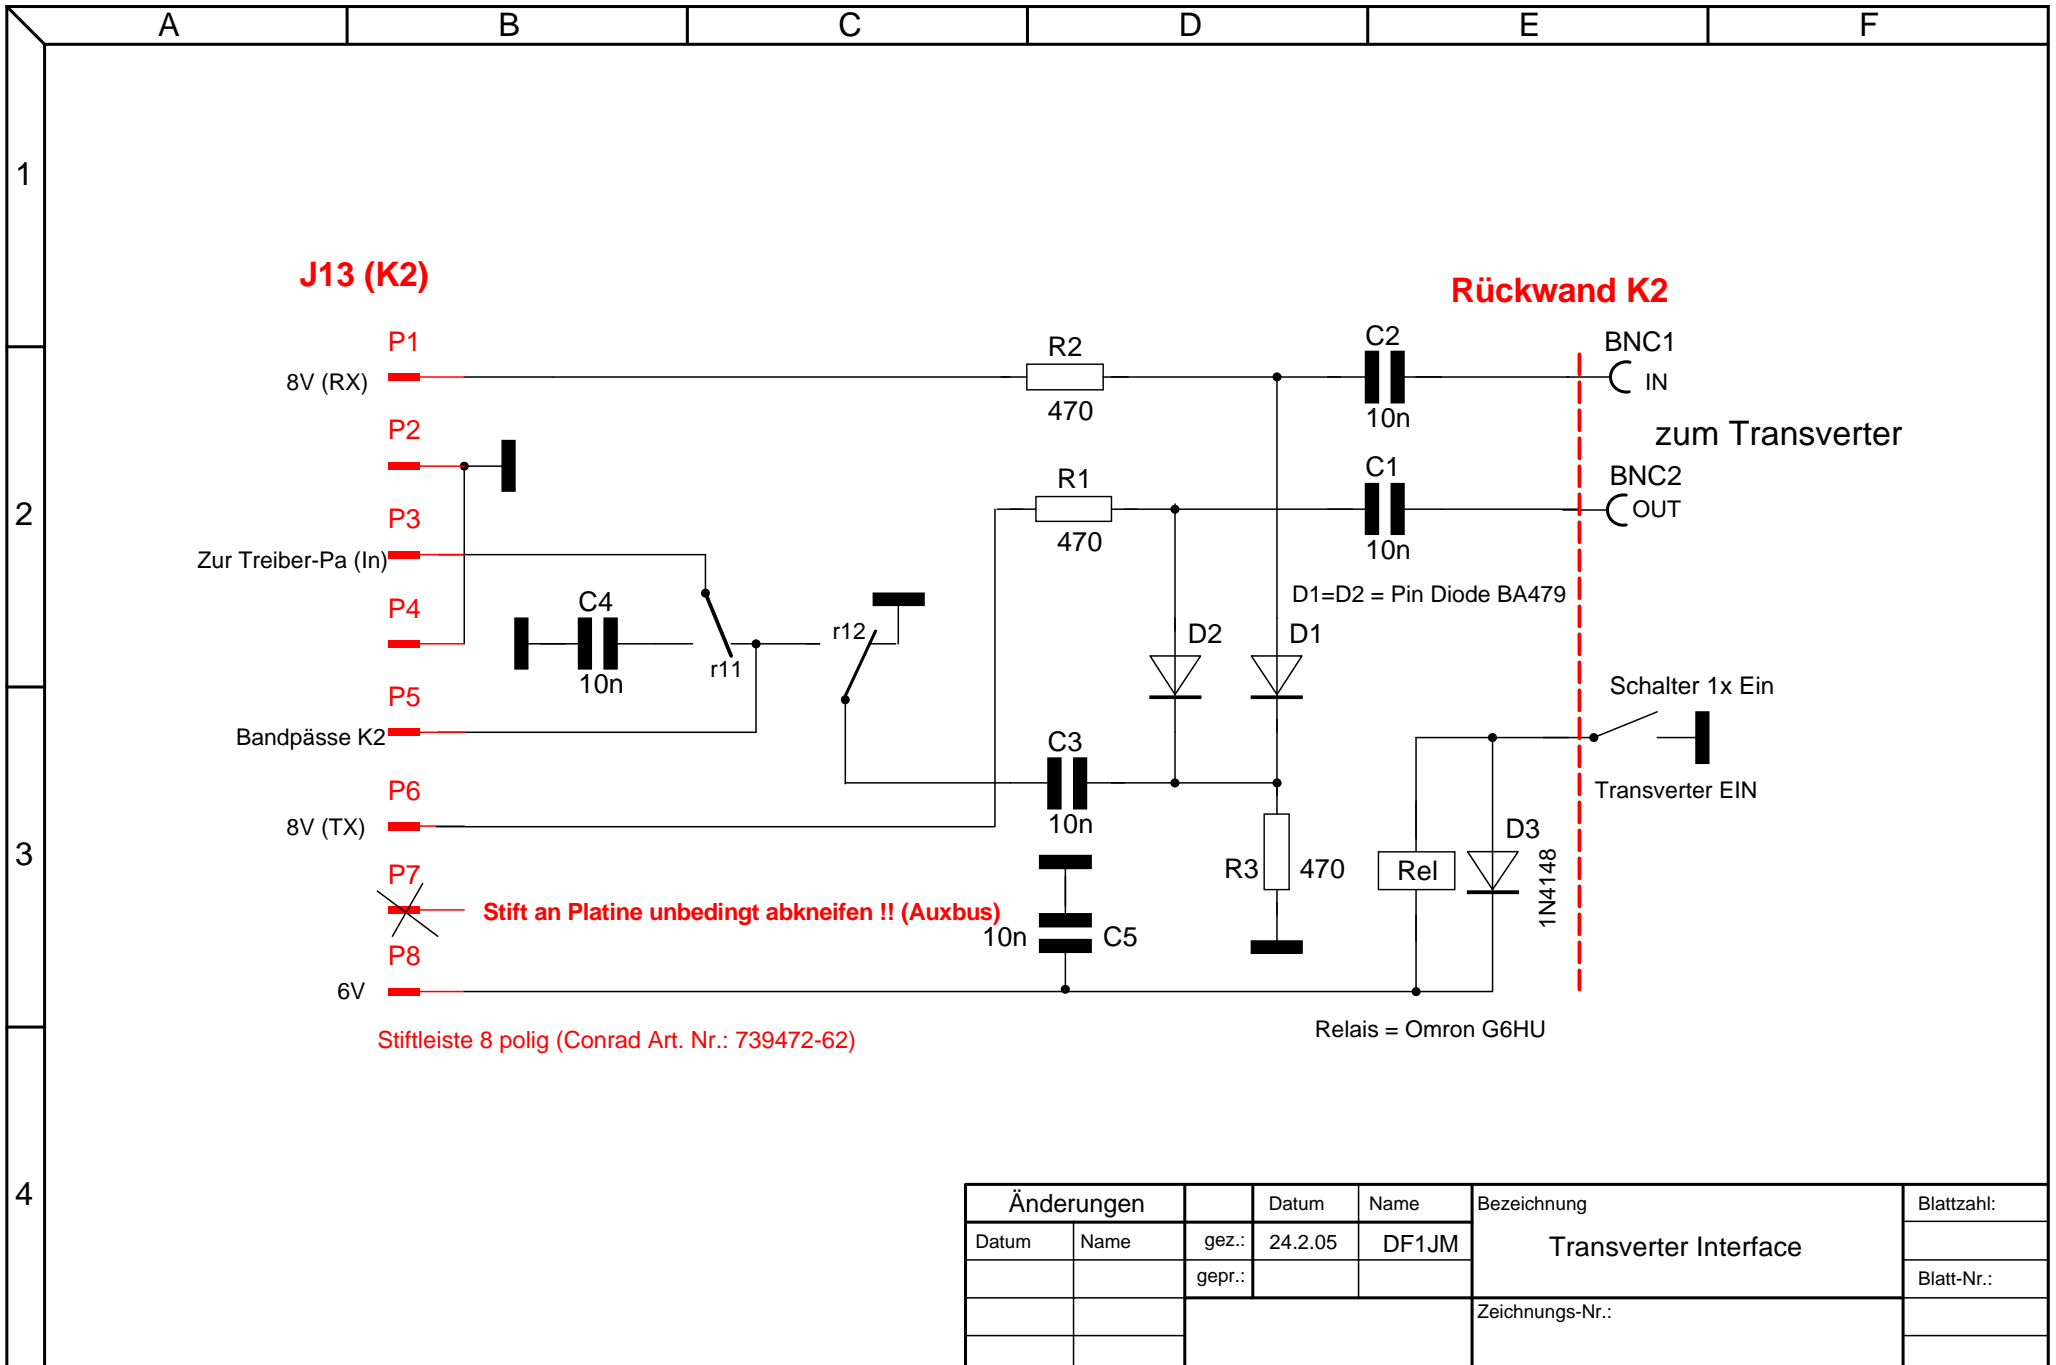 A B C D E F
1
J13 (K2)
Rückwand K2
P1
R2
C2
BNC1
8V (RX)
IN
470
10n
P2
zum Transverter
R1
C1
BNC2
2
P3
OUT
Zur Treiber-Pa (In)
470
10n
C4
D1=D2 = Pin Diode BA479
P4
r12
D2
D1
r11
10n
P5
Schalter 1x Ein
Bandpässe K2
C3
P6
Transverter EIN
8V (TX)
10n
D3
3
P7
R3
470
Rel
1N4148
Stift an Platine unbedingt abkneifen !! (Auxbus)
10n
C5
P8
6V
Stiftleiste 8 polig (Conrad Art. Nr.: 739472-62)
Relais = Omron G6HU
4
Änderungen
Datum
Name
Bezeichnung
Blattzahl:
Datum
Name
gez.:
24.2.05
DF1JM
Transverter Interface
gepr.:
Blatt-Nr.:
Zeichnungs-Nr.: